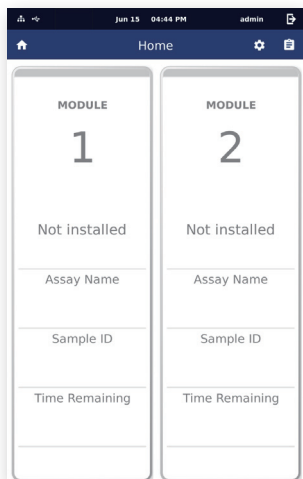 Jun 15 04:44 PM admin
Home
MODULE
1
Not installed
Assay Name
Sample ID
Time Remaining
MODULE
2
Not installed
Assay Name
Sample ID
Time Remaining